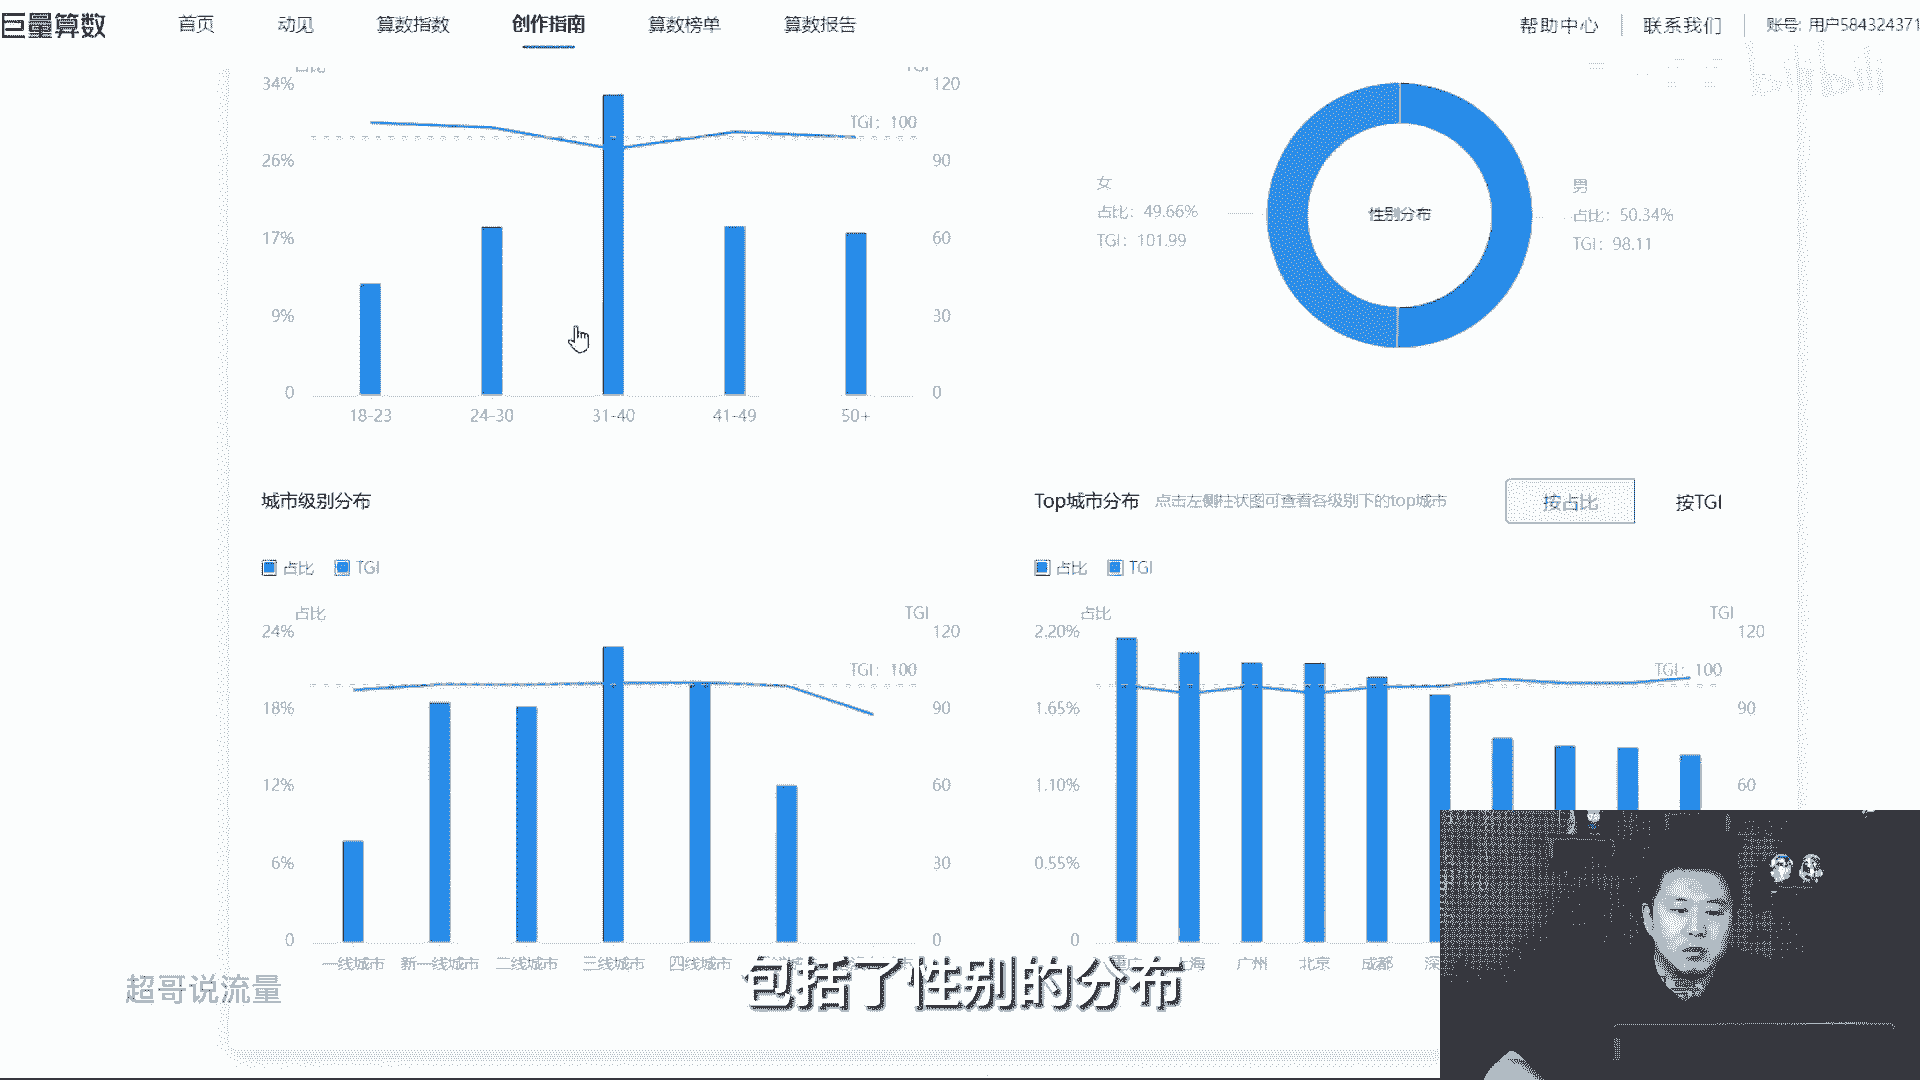 巨量算数 首页 动见 算数指数 创作指南 算数榜单 算数报告 帮助中心 联系我们 账号: 用户584324371
bilibili
占比 TGI
34% 120
TGI: 100
26% 90
17% 60
9% 30
0 0
18-23 24-30 31-40 41-49 50+
女
占比: 49.66%
TGI: 101.99
性别分布
男
占比: 50.34%
TGI: 98.11
城市级别分布
占比 TGI
占比 TGI
24% 120
TGI: 100
18% 90
12% 60
6% 30
0 0
一线城市 新一线城市 二线城市 三线城市 四线城市
Top城市分布 点击左侧柱状图可查看各级别下的top城市 按占比 按TGI
占比 TGI
占比 TGI
2.20% 120
TGI: 100
1.65% 90
1.10% 60
0.55%
0
重庆 上海 广州 北京 成都 深
超哥说流量
包括了性别的分布